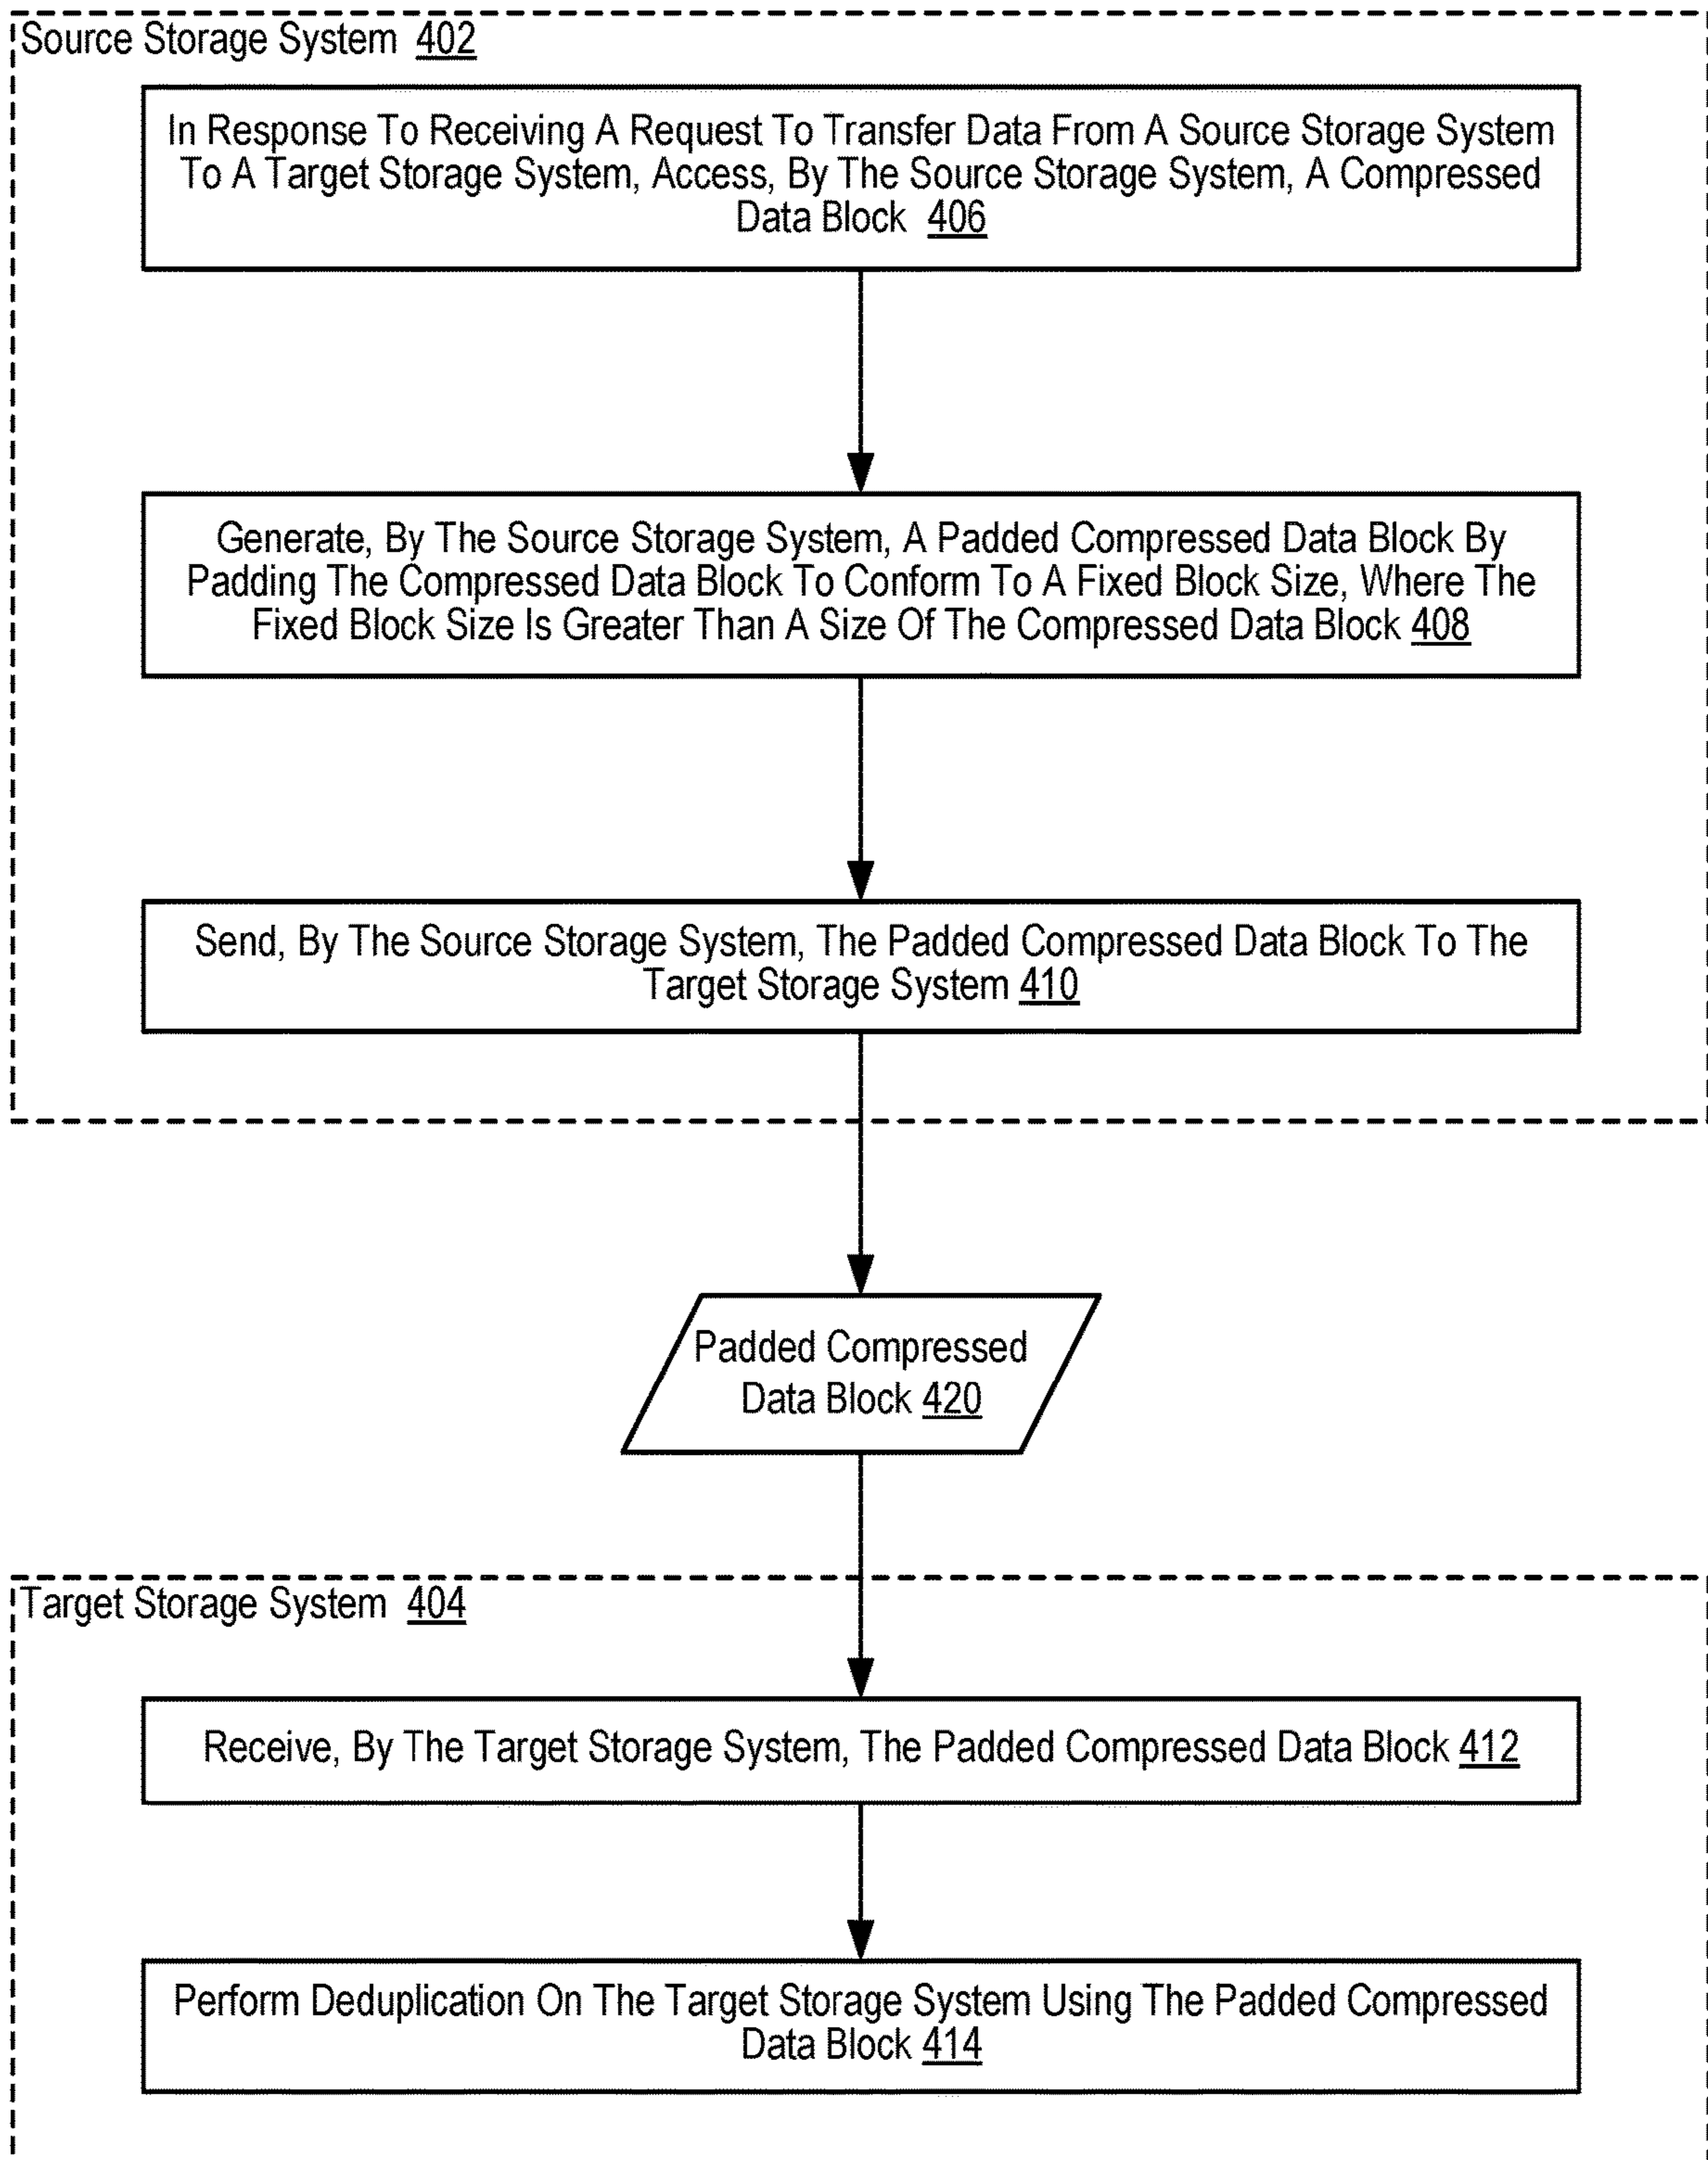 Source Storage System 402
In Response To Receiving A Request To Transfer Data From A Source Storage System
To A Target Storage System, Access, By The Source Storage System, A Compressed
Data Block 406
Generate, By The Source Storage System, A Padded Compressed Data Block By
Padding The Compressed Data Block To Conform To A Fixed Block Size, Where The
Fixed Block Size Is Greater Than A Size Of The Compressed Data Block 408
Send, By The Source Storage System, The Padded Compressed Data Block To The
Target Storage System 410
Padded Compressed
Data Block 420
Target Storage System 404
Receive, By The Target Storage System, The Padded Compressed Data Block 412
Perform Deduplication On The Target Storage System Using The Padded Compressed
Data Block 414